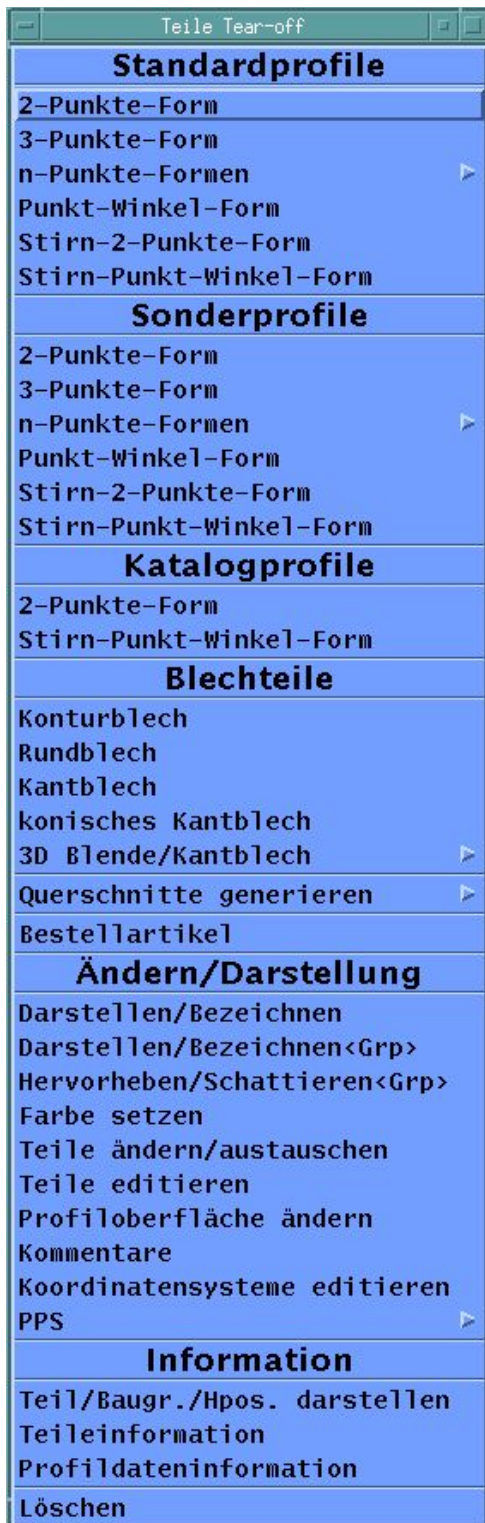 Teile Tear-off
Standardprofile
2-Punkte-Form
3-Punkte-Form
n-Punkte-Formen
Punkt-Winkel-Form
Stirn-2-Punkte-Form
Stirn-Punkt-Winkel-Form
Sonderprofile
2-Punkte-Form
3-Punkte-Form
n-Punkte-Formen
Punkt-Winkel-Form
Stirn-2-Punkte-Form
Stirn-Punkt-Winkel-Form
Katalogprofile
2-Punkte-Form
Stirn-Punkt-Winkel-Form
Blechteile
Konturblech
Rundblech
Kantblech
konisches Kantblech
3D Blende/Kantblech
Querschnitte generieren
Bestellartikel
Ändern/Darstellung
Darstellen/Bezeichnen
Darstellen/Bezeichnen<Grp>
Hervorheben/Schattieren<Grp>
Farbe setzen
Teile ändern/austauschen
Teile editieren
Profiloberfläche ändern
Kommentare
Koordinatensysteme editieren
PPS
Information
Teil/Baugr./Hpos. darstellen
Teileinformation
Profildateninformation
Löschen